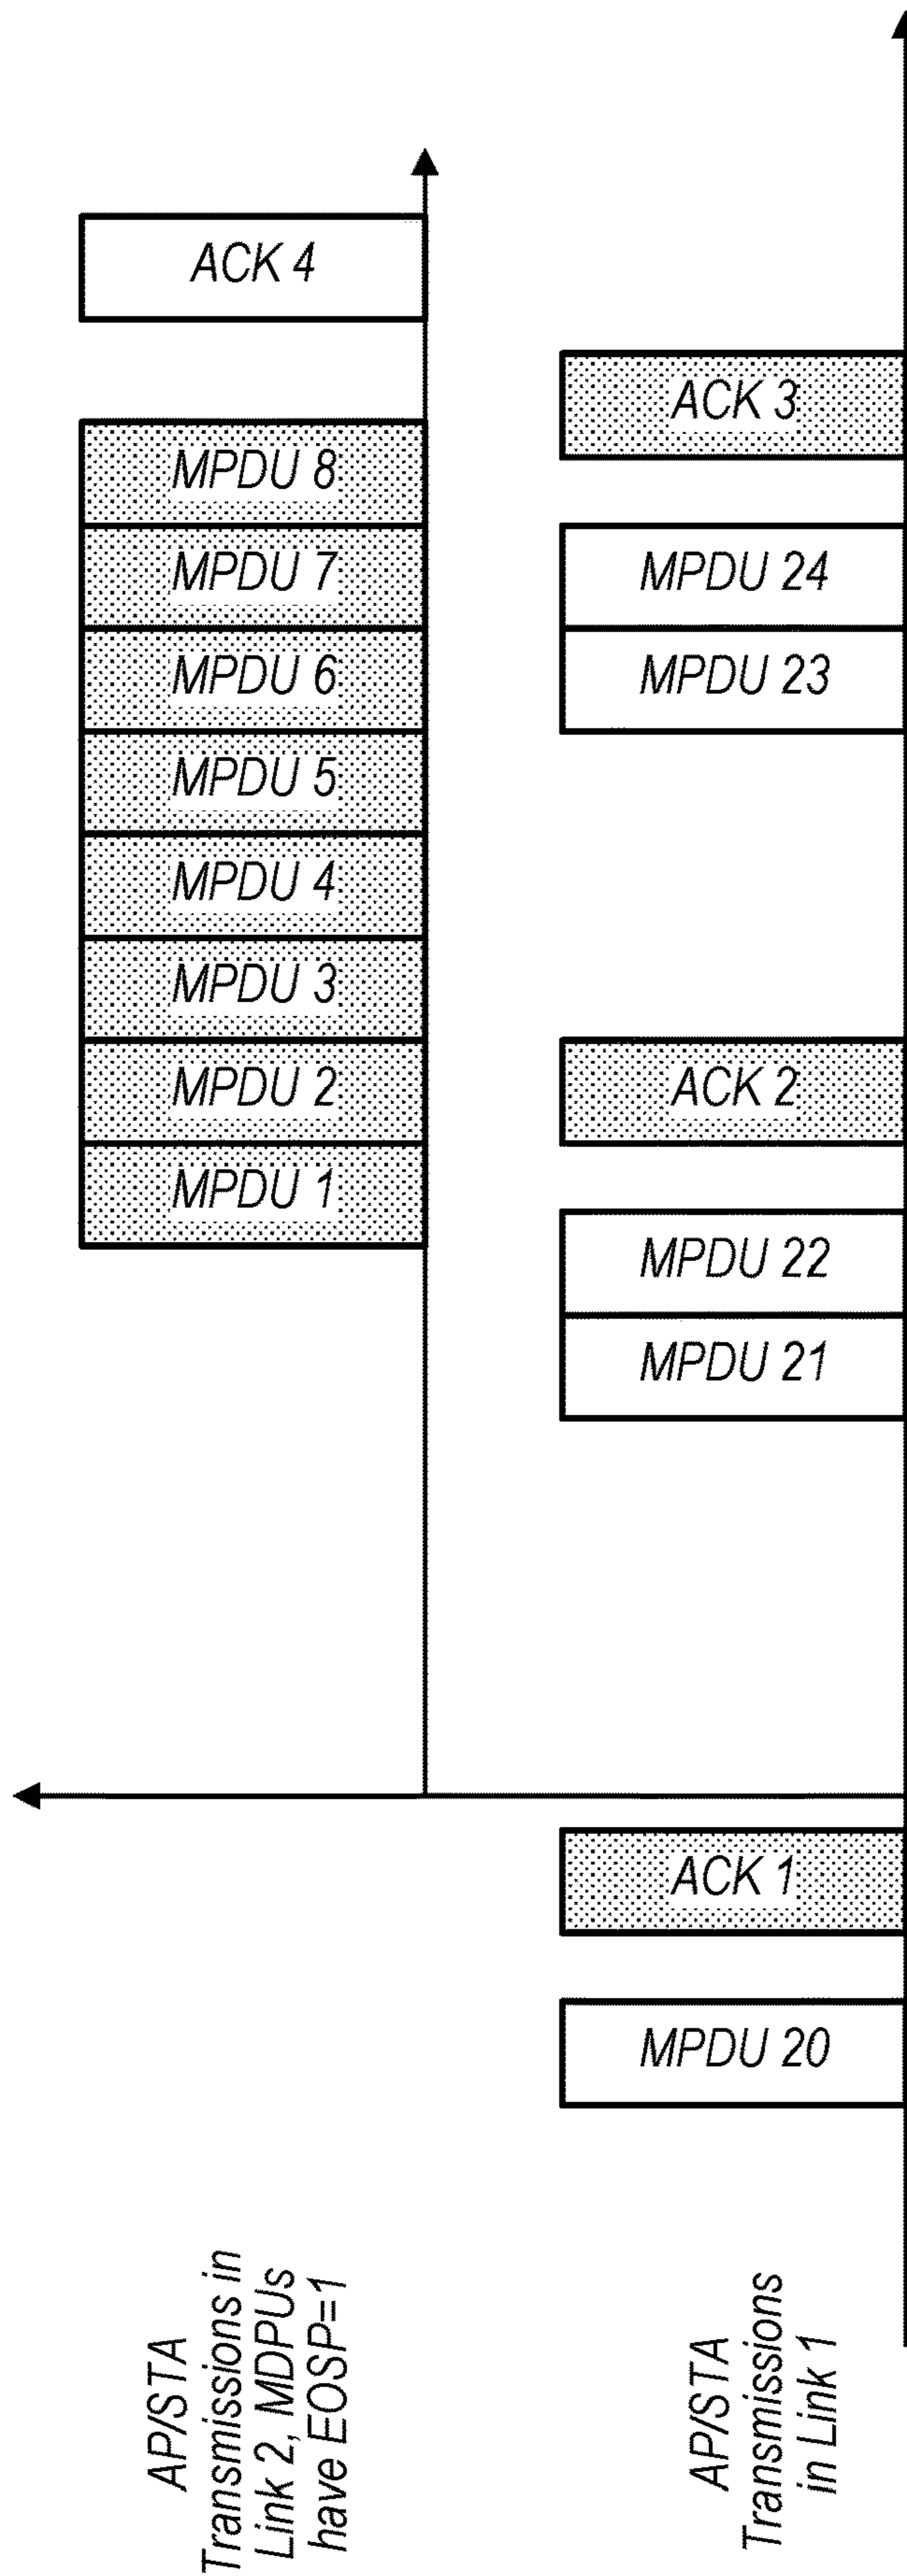 AP/STA
Transmissions in
Link 2, MDPUs
have EOSP=1
MPDU 1
MPDU 2
MPDU 3
MPDU 4
MPDU 5
MPDU 6
MPDU 7
MPDU 8
ACK 4
AP/STA
Transmissions
in Link 1
MPDU 20
ACK 1
MPDU 21
MPDU 22
ACK 2
MPDU 23
MPDU 24
ACK 3